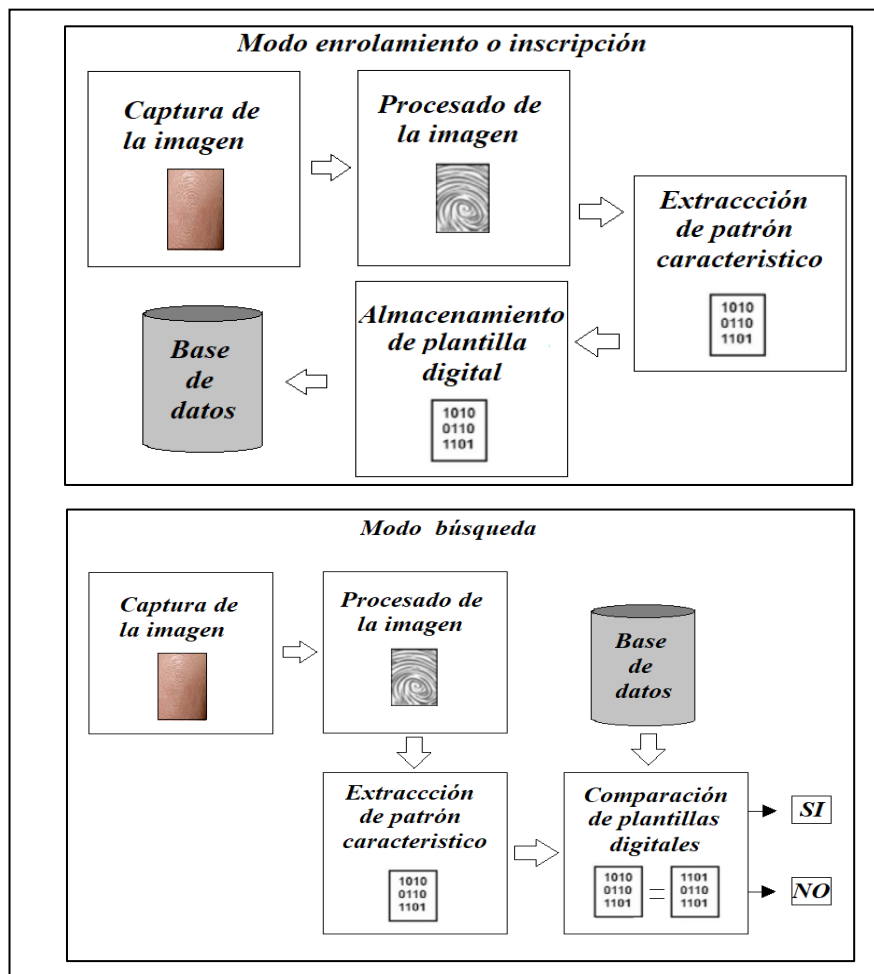 Modo enrolamiento o inscripción
Captura de
la imagen
Procesado de
la imagen
Extraccción
de patrón
caracteristico
1010
0110
1101
Almacenamiento
de plantilla
digital
1010
0110
1101
Base
de
datos
Modo búsqueda
Captura de
la imagen
Procesado de
la imagen
Extraccción
de patrón
caracteristico
1010
0110
1101
Base
de
datos
Comparación
de plantillas
digitales
1010
0110
1101
=
1101
0110
1101
SI
NO